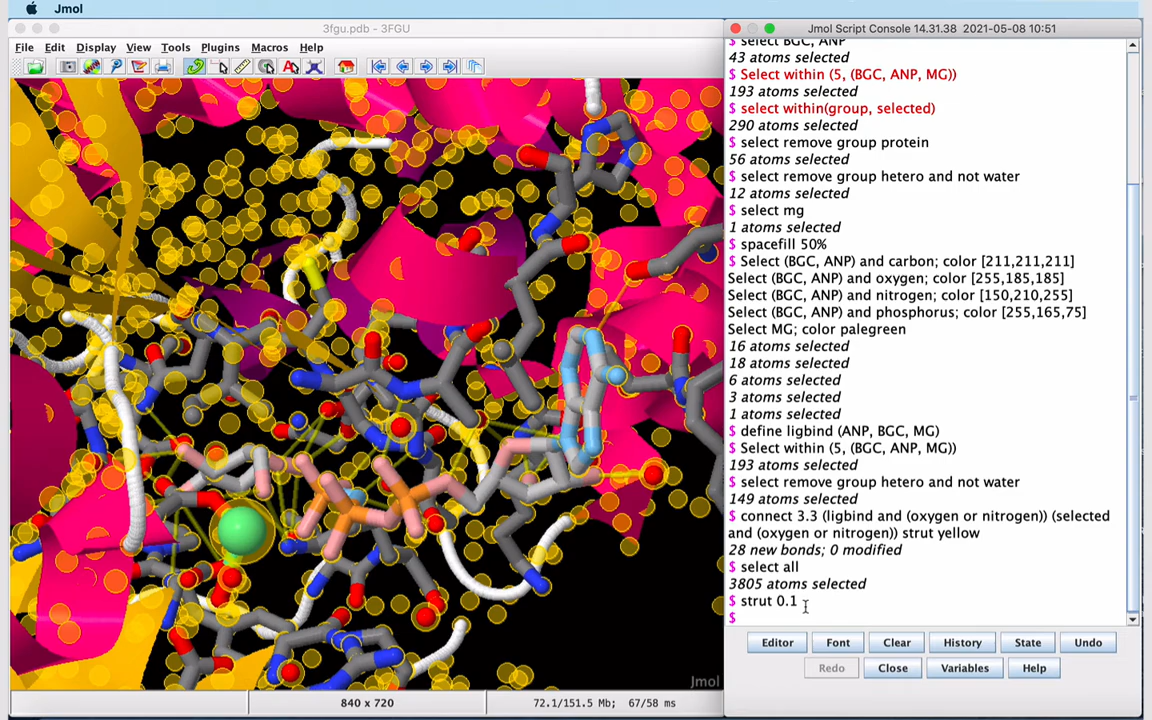 Jmol
3fgu.pdb - 3FGU
File Edit Display View Tools Plugins Macros Help
840 x 720
72.1/151.5 Mb; 67/58 ms
Jmol
Jmol Script Console 14.31.38 2021-05-08 10:51
$ select BGC, ANP
43 atoms selected
$ Select within (5, (BGC, ANP, MG))
193 atoms selected
$ select within(group, selected)
290 atoms selected
$ select remove group protein
56 atoms selected
$ select remove group hetero and not water
12 atoms selected
$ select mg
1 atoms selected
$ spacefill 50%
$ Select (BGC, ANP) and carbon; color [211,211,211]
Select (BGC, ANP) and oxygen; color [255,185,185]
Select (BGC, ANP) and nitrogen; color [150,210,255]
Select (BGC, ANP) and phosphorus; color [255,165,75]
Select MG; color palegreen
16 atoms selected
18 atoms selected
6 atoms selected
3 atoms selected
1 atoms selected
$ define ligbind (ANP, BGC, MG)
$ Select within (5, (BGC, ANP, MG))
193 atoms selected
$ select remove group hetero and not water
149 atoms selected
$ connect 3.3 (ligbind and (oxygen or nitrogen)) (selected
and (oxygen or nitrogen)) strut yellow
28 new bonds; 0 modified
$ select all
3805 atoms selected
$ strut 0.1
$
Editor Font Clear History State Undo
Redo Close Variables Help